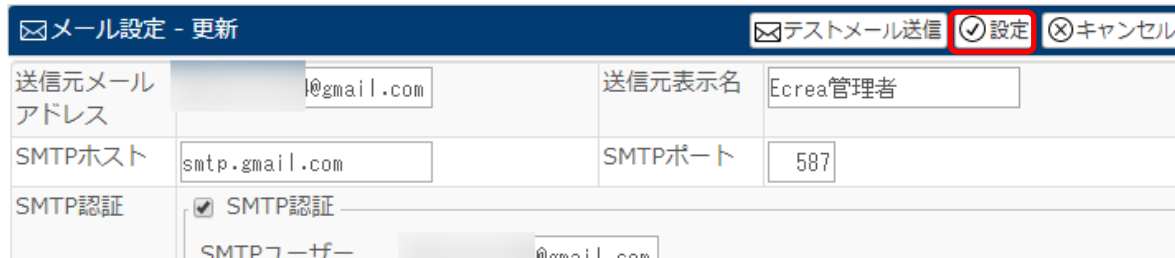 メール設定 - 更新 テストメール送信 設定 キャンセル
送信元メールアドレス @gmail.com 送信元表示名 Ecrea管理者
SMTPホスト smtp.gmail.com SMTPポート 587
SMTP認証 SMTP認証
SMTPユーザー @gmail.com